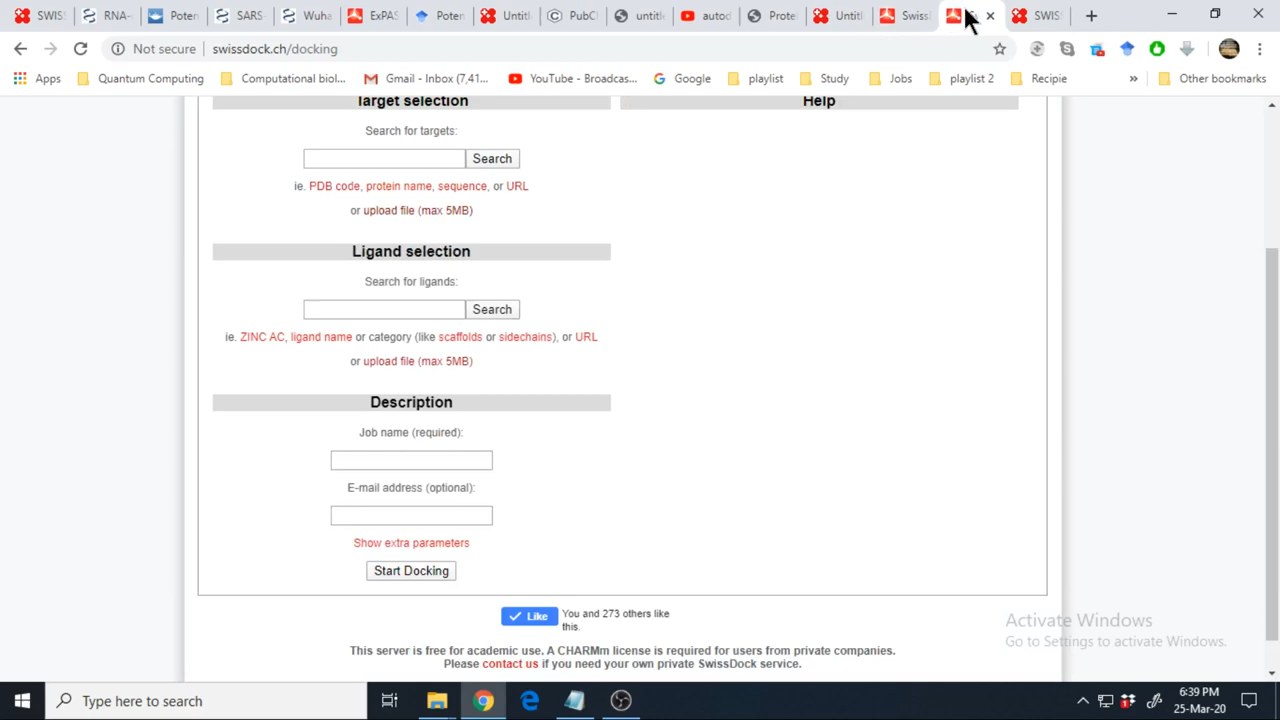 SWISS
RNA-
Poten
SARS
Wuha
ExPAS
Poten
Untitl
PubC
untitle
autod
Prote
Untitl
SwissD
SWISS
Not secure
swissdock.ch/docking
Apps
Quantum Computing
Computational biol...
Gmail - Inbox (7,41...
YouTube - Broadcas...
Google
playlist
Study
Jobs
playlist 2
Recipie
»
Other bookmarks
Target selection
Help
Search for targets:
Search
ie. PDB code, protein name, sequence, or URL
or upload file (max 5MB)
Ligand selection
Search for ligands:
Search
ie. ZINC AC, ligand name or category (like scaffolds or sidechains), or URL
or upload file (max 5MB)
Description
Job name (required):
E-mail address (optional):
Show extra parameters
Start Docking
Like
You and 273 others like
this.
This server is free for academic use. A CHARMm license is required for users from private companies.
Please contact us if you need your own private SwissDock service.
Activate Windows
Go to Settings to activate Windows.
Type here to search
6:39 PM
25-Mar-20